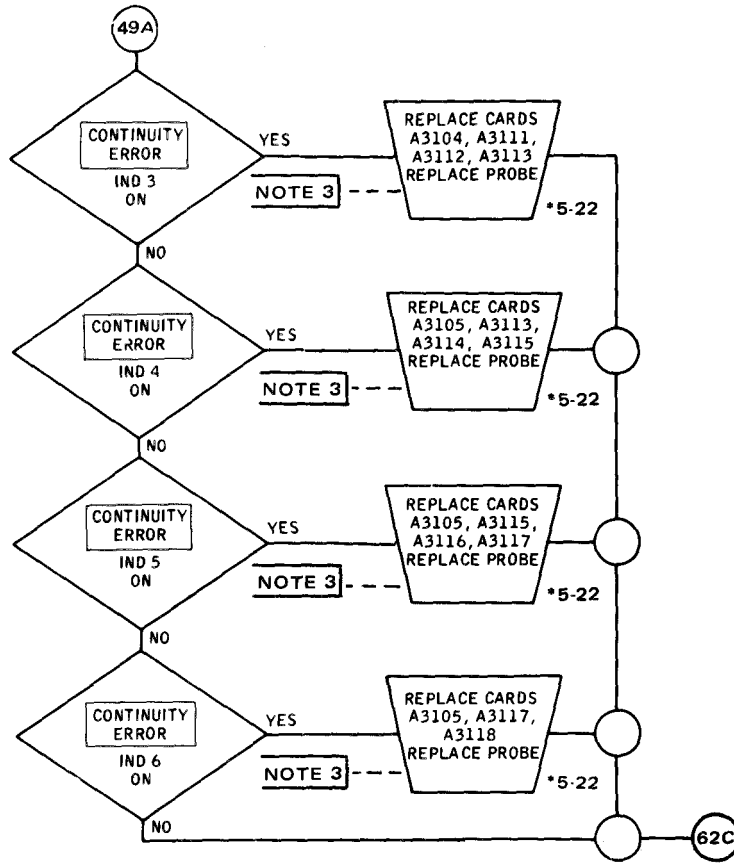 49A
CONTINUITY
ERROR
IND 3
ON
YES
NO
NOTE 3
REPLACE CARDS
A3104, A3111,
A3112, A3113
REPLACE PROBE
*5-22
CONTINUITY
ERROR
IND 4
ON
YES
NO
NOTE 3
REPLACE CARDS
A3105, A3113,
A3114, A3115
REPLACE PROBE
*5-22
CONTINUITY
ERROR
IND 5
ON
YES
NO
NOTE 3
REPLACE CARDS
A3105, A3115,
A3116, A3117
REPLACE PROBE
*5-22
CONTINUITY
ERROR
IND 6
ON
YES
NO
NOTE 3
REPLACE CARDS
A3105, A3117,
A3118
REPLACE PROBE
*5-22
62C